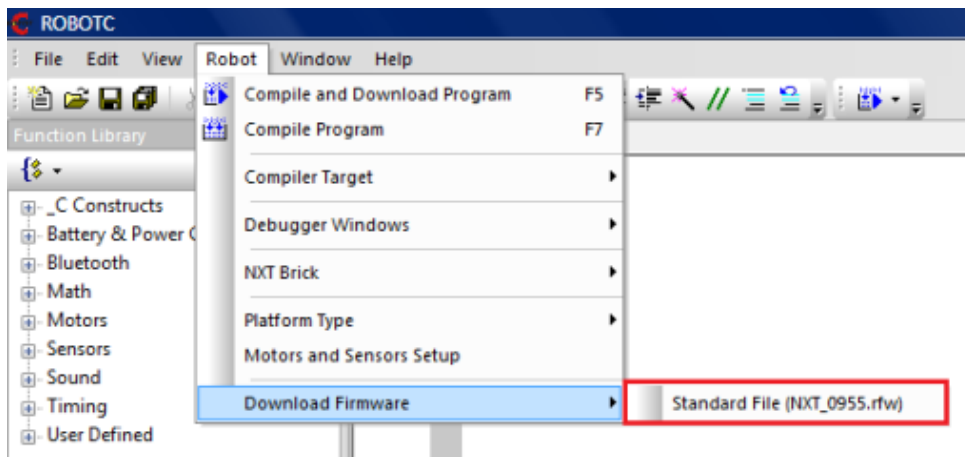 ROBOTC
File Edit View Robot Window Help
Compile and Download Program F5
Compile Program F7
Compiler Target
Debugger Windows
NXT Brick
Platform Type
Motors and Sensors Setup
Download Firmware
Standard File (NXT_0955.rfw)
Function Library
_C Constructs
Battery & Power
Bluetooth
Math
Motors
Sensors
Sound
Timing
User Defined